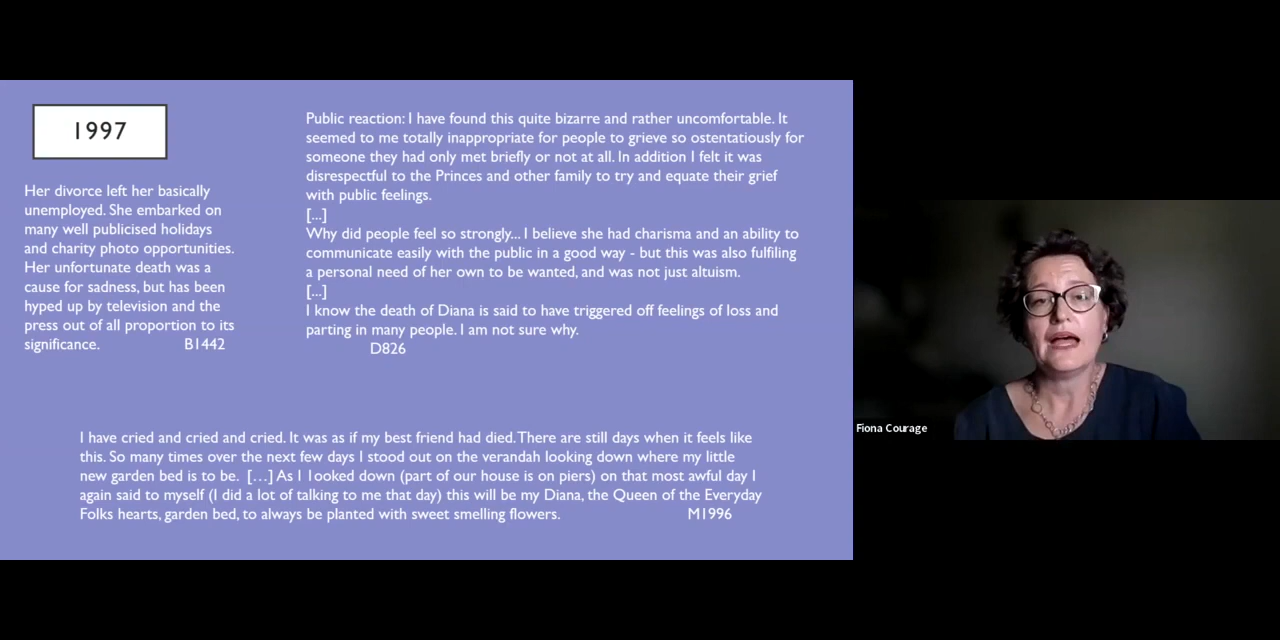 1997
Her divorce left her basically
unemployed. She embarked on
many well publicised holidays
and charity photo opportunities.
Her unfortunate death was a
cause for sadness, but has been
hyped up by television and the
press out of all proportion to its
significance. B1442
Public reaction: I have found this quite bizarre and rather uncomfortable. It
seemed to me totally inappropriate for people to grieve so ostentatiously for
someone they had only met briefly or not at all. In addition I felt it was
disrespectful to the Princes and other family to try and equate their grief
with public feelings.
[...]
Why did people feel so strongly... I believe she had charisma and an ability to
communicate easily with the public in a good way - but this was also fulfiling
a personal need of her own to be wanted, and was not just altuism.
[...]
I know the death of Diana is said to have triggered off feelings of loss and
parting in many people. I am not sure why.
D826
I have cried and cried and cried. It was as if my best friend had died. There are still days when it feels like
this. So many times over the next few days I stood out on the verandah looking down where my little
new garden bed is to be. [...] As I 1ooked down (part of our house is on piers) on that most awful day I
again said to myself (I did a lot of talking to me that day) this will be my Diana, the Queen of the Everyday
Folks hearts, garden bed, to always be planted with sweet smelling flowers. M1996
Fiona Courage